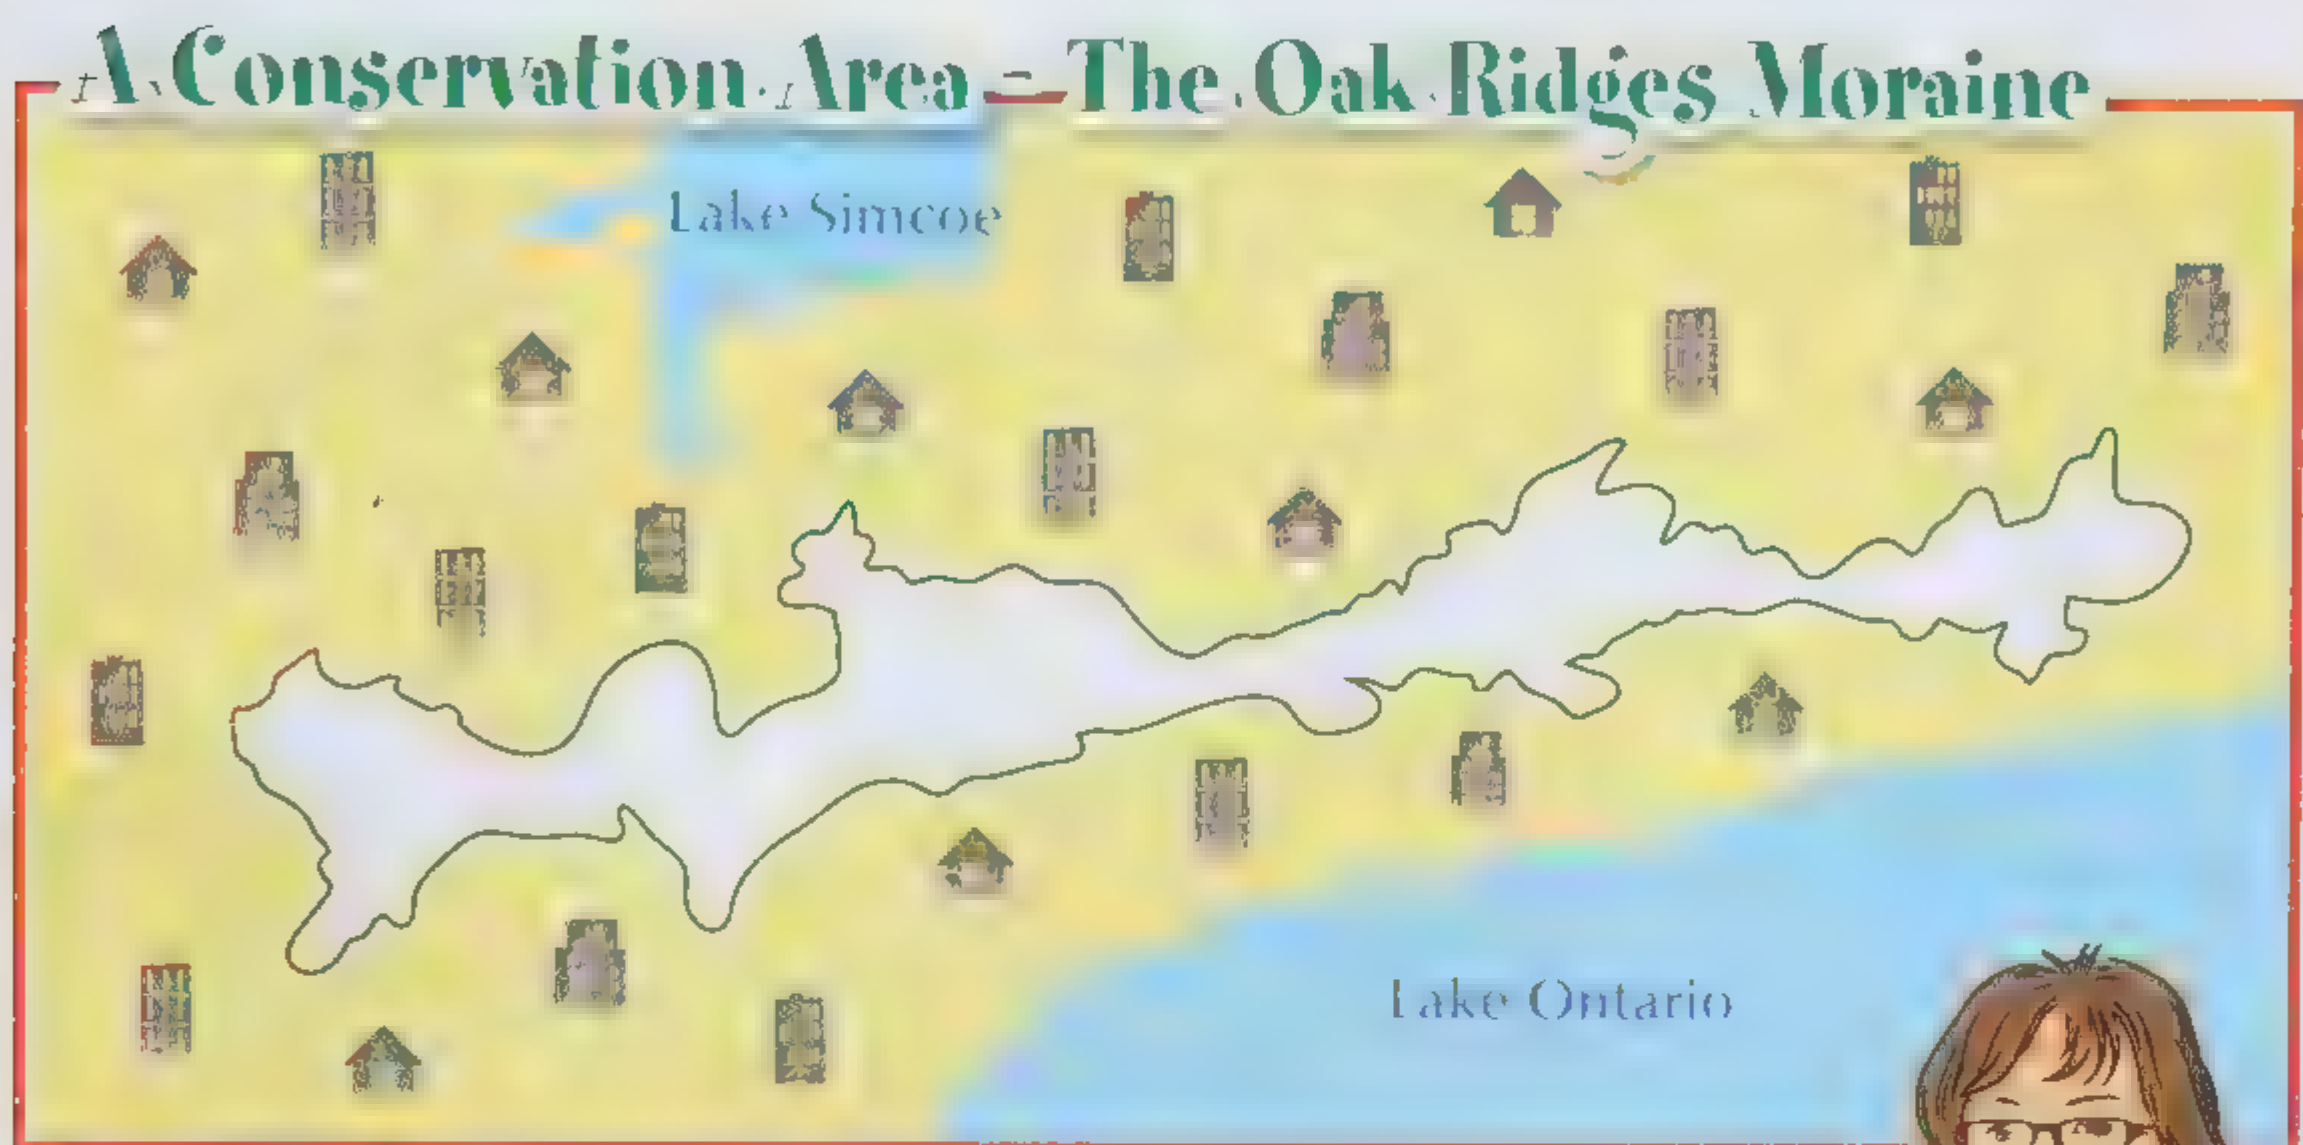 A Conservation Area – The Oak Ridges Moraine
Lake Simcoe
Lake Ontario